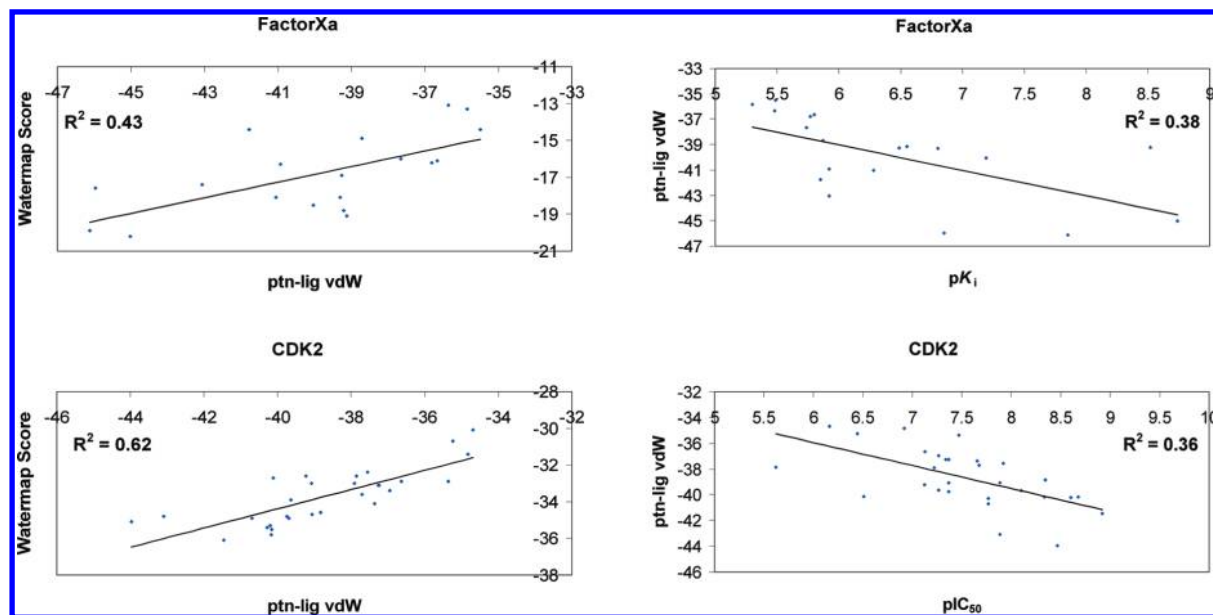 FactorXa
-11
-47 -45 -43 -41 -39 -37 -35 -33
-13
R² = 0.43
-15
-17
-19
-21
Watermap Score
ptn-lig vdW
FactorXa
-33
5 5.5 6 6.5 7 7.5 8 8.5 9
-35
-37
R² = 0.38
-39
-41
-43
-45
-47
ptn-lig vdW
pKi
CDK2
-28
-46 -44 -42 -40 -38 -36 -34 -32
-30
R² = 0.62
-32
-34
-36
-38
Watermap Score
ptn-lig vdW
CDK2
-32
5 5.5 6 6.5 7 7.5 8 8.5 9 9.5 10
-34
R² = 0.36
-36
-38
-40
-42
-44
-46
ptn-lig vdW
pIC50